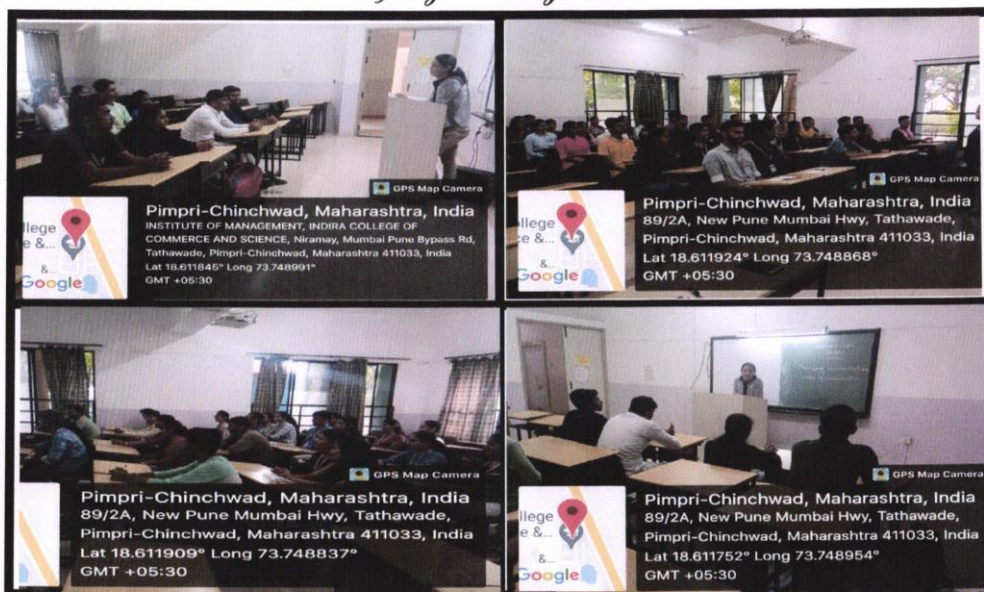 GPS Map Camera
Pimpri-Chinchwad, Maharashtra, India
INSTITUTE OF MANAGEMENT, INDIRA COLLEGE OF
COMMERCE AND SCIENCE, Niramay, Mumbai Pune Bypass Rd,
Tathawade, Pimpri-Chinchwad, Maharashtra 411033, India
Lat 18.611845° Long 73.748991°
GMT +05:30
llege
&...
&...
Google
GPS Map Camera
Pimpri-Chinchwad, Maharashtra, India
89/2A, New Pune Mumbai Hwy, Tathawade,
Pimpri-Chinchwad, Maharashtra 411033, India
Lat 18.611924° Long 73.748868°
GMT +05:30
ollege
ce &...
&...
Google
GPS Map Camera
Pimpri-Chinchwad, Maharashtra, India
89/2A, New Pune Mumbai Hwy, Tathawade,
Pimpri-Chinchwad, Maharashtra 411033, India
Lat 18.611909° Long 73.748837°
GMT +05:30
GPS Map Camera
Pimpri-Chinchwad, Maharashtra, India
89/2A, New Pune Mumbai Hwy, Tathawade,
Pimpri-Chinchwad, Maharashtra 411033, India
Lat 18.611752° Long 73.748954°
GMT +05:30
llege
e &...
&...
Google